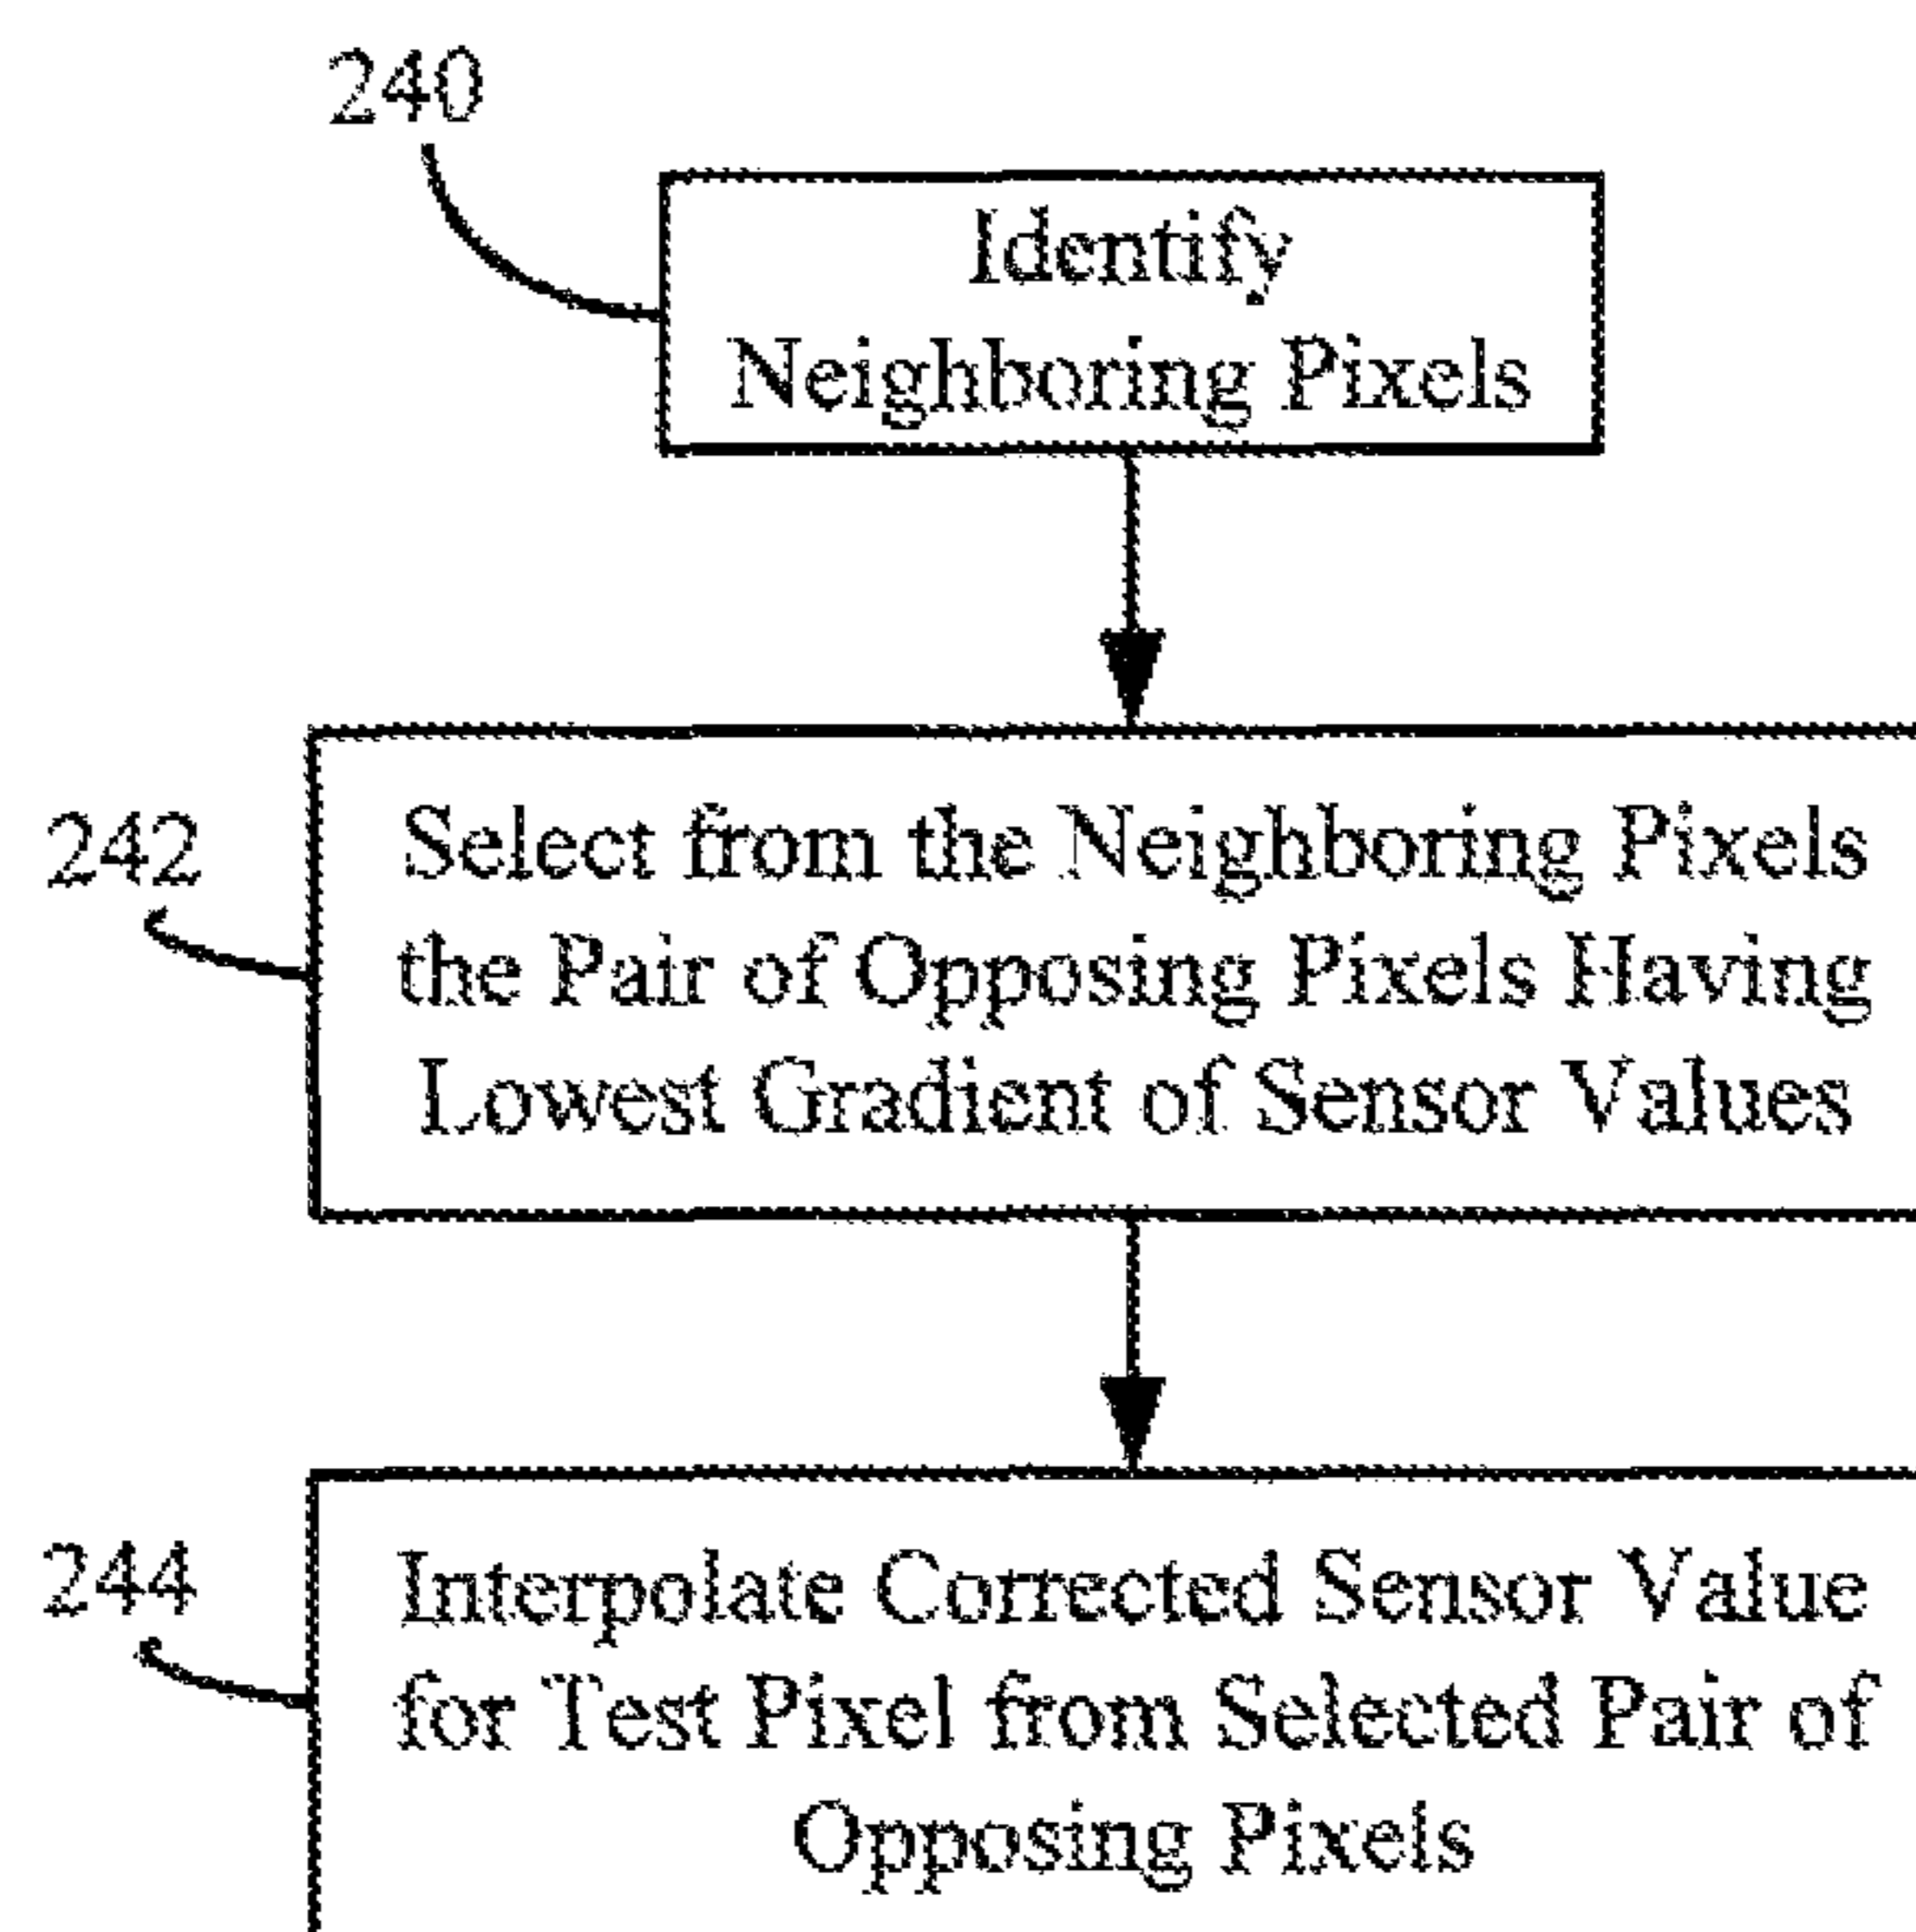 240
Identify
Neighboring Pixels
242
Select from the Neighboring Pixels
the Pair of Opposing Pixels Having
Lowest Gradient of Sensor Values
244
Interpolate Corrected Sensor Value
for Test Pixel from Selected Pair of
Opposing Pixels